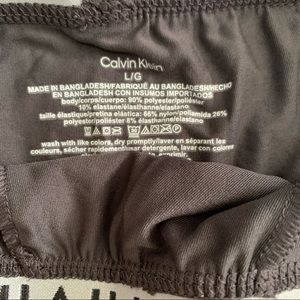 Calvin Klein
L/G
MADE IN BANGLADESH/FABRIQUÉ AU BANGLADESH/HECHO
EN BANGLADESH CON INSUMOS IMPORTADOS
body/corps/cuerpo: 90% polyester/poliéster
10% elastane/élasthanne/elastano
taille élastique/pretina elástica: 66% nylon/poliamida 26%
polyester/poliéster 8% élasthanne/elastano
wash with like colors, dry promptly/laver en séparant les
couleurs, sécher rapidement/usar detergente, lavar con